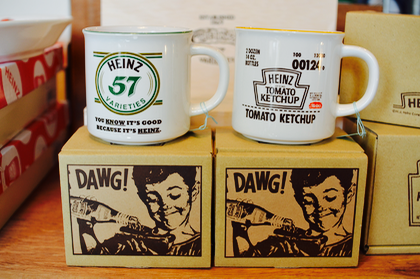 HEINZ
57
VARIETIES
YOU KNOW IT'S GOOD
BECAUSE IT'S HEINZ.
2 DOZEN
14 OZ.
BOTTLES
00124
HEINZ
TOMATO
KETCHUP
TOMATO KETCHUP
DAWG!
DAWG!
HEINZ